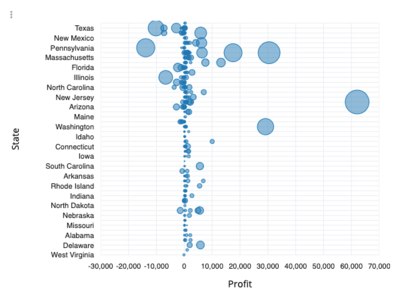 Texas
New Mexico
Pennsylvania
Massachusetts
Florida
Illinois
North Carolina
New Jersey
Arizona
Maine
Washington
Idaho
Connecticut
Iowa
South Carolina
Arkansas
Rhode Island
Indiana
North Dakota
Nebraska
Missouri
Alabama
Delaware
West Virginia
State
-30,000 -20,000 -10,000 0 10,000 20,000 30,000 40,000 50,000 60,000 70,000
Profit